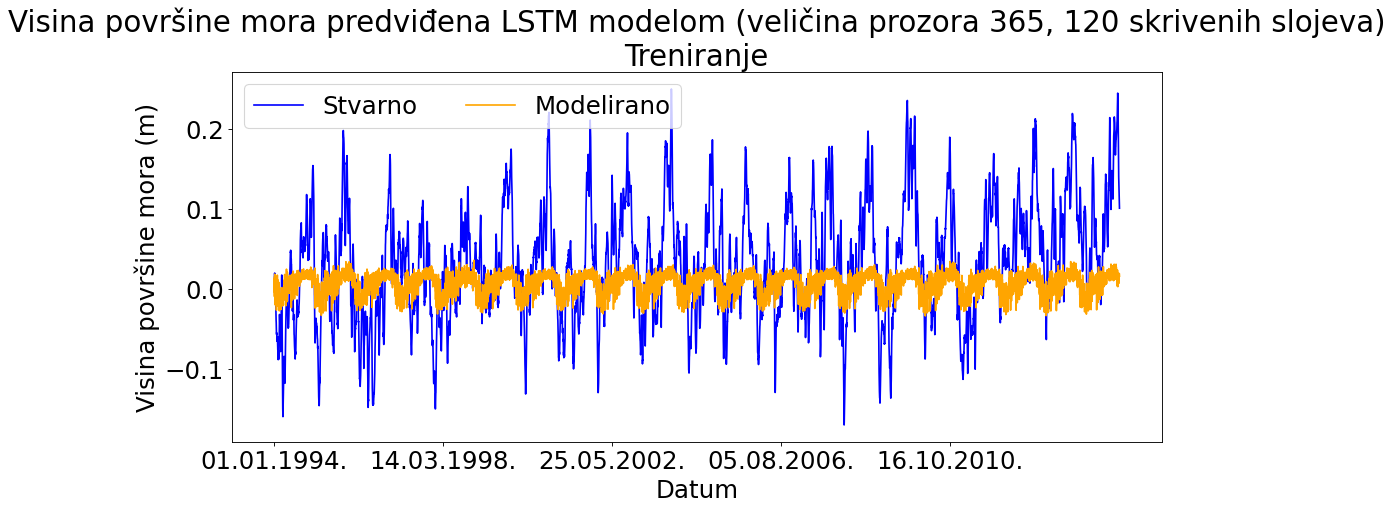 Visina površine mora predviđena LSTM modelom (veličina prozora 365, 120 skrivenih slojeva)
Treniranje
Stvarno Modelirano
Visina površine mora (m)
0.2
0.1
0.0
−0.1
01.01.1994. 14.03.1998. 25.05.2002. 05.08.2006. 16.10.2010.
Datum